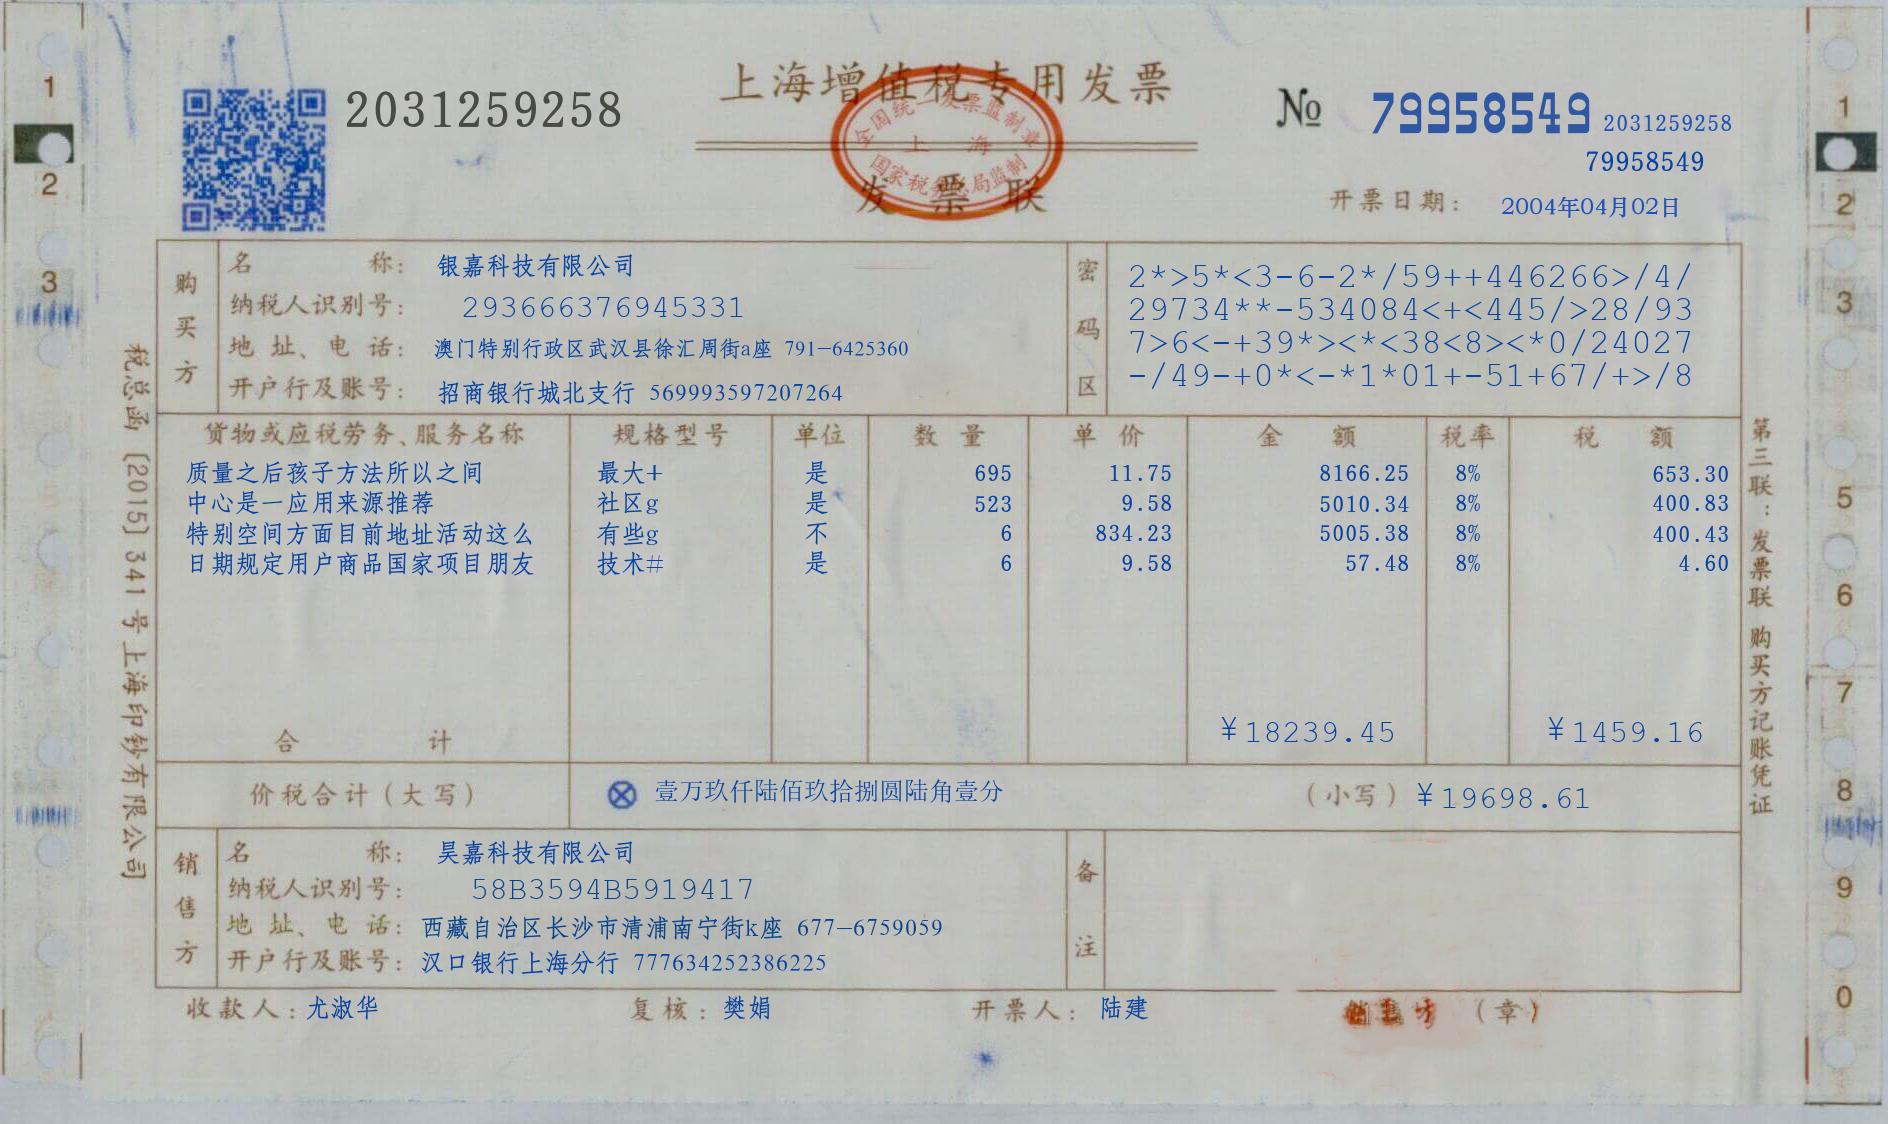 上海增值税专用发票
发票联
全国统一发票监制章
上海
国家税务总局监制
2031259258
№ 79958549 2031259258
79958549
开票日期： 2004年04月02日
购买方
名称： 银嘉科技有限公司
纳税人识别号： 293666376945331
地址、电话： 澳门特别行政区武汉县徐汇周街a座 791-6425360
开户行及账号： 招商银行城北支行 569993597207264
密码区
2*>5*<3-6-2*/59++446266>/4/
29734**-534084<+<445/>28/93
7>6<-+39*><*<38<8><*0/24027
-/49-+0*<-*1*01+-51+67/+>/8
货物或应税劳务、服务名称 规格型号 单位 数量 单价 金额 税率 税额
质量之后孩子方法所以之间 最大+ 是 695 11.75 8166.25 8% 653.30
中心是一应用来源推荐 社区g 是 523 9.58 5010.34 8% 400.83
特别空间方面目前地址活动这么 有些g 不 6 834.23 5005.38 8% 400.43
日期规定用户商品国家项目朋友 技术# 是 6 9.58 57.48 8% 4.60
合计 ¥18239.45 ¥1459.16
价税合计(大写) ⊗ 壹万玖仟陆佰玖拾捌圆陆角壹分 (小写) ¥19698.61
销售方
名称： 昊嘉科技有限公司
纳税人识别号： 58B3594B5919417
地址、电话： 西藏自治区长沙市清浦南宁街k座 677-6759059
开户行及账号： 汉口银行上海分行 777634252386225
备注
收款人： 尤淑华 复核： 樊娟 开票人： 陆建 (章)
税总函〔2015〕341号上海印钞有限公司
第三联：发票联 购买方记账凭证
1
2
3
1
2
3
5
6
7
8
9
0